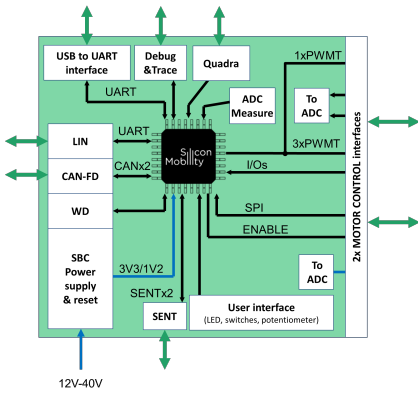 USB to UART
interface
Debug
&Trace
Quadra
1xPWMT
UART
ADC
Measure
To
ADC
LIN
UART
Silicon
Mobility
3xPWMT
CAN-FD
CANx2
I/Os
WD
SPI
ENABLE
2x MOTOR CONTROL interfaces
SBC
Power
supply
& reset
3V3/1V2
To
ADC
SENTx2
SENT
User interface
(LED, switches, potentiometer)
12V-40V